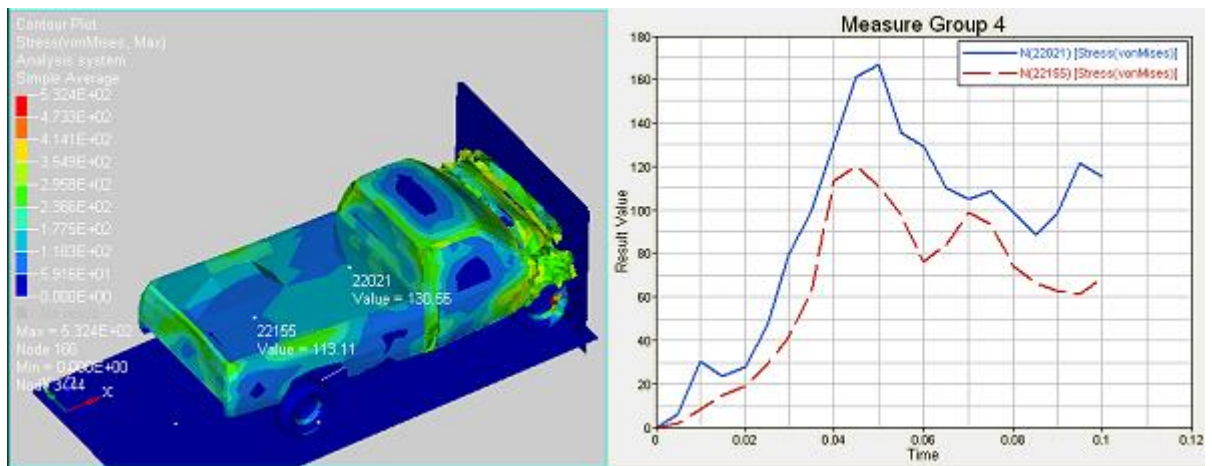 Contour Plot
Stress(vonMises, Max)
Analysis system
Simple Average
5.324E+02
4.733E+02
4.141E+02
3.549E+02
2.958E+02
2.366E+02
1.775E+02
1.183E+02
5.916E+01
0.000E+00
Max = 5.324E+02
Node 166
Min = 0.000E+00
Node 3444
X
22021
Value = 130.55
22155
Value = 113.11
Measure Group 4
N(22021) [Stress(vonMises)]
N(22155) [Stress(vonMises)]
Result Value
180
160
140
120
100
80
60
40
20
0
0
0.02
0.04
0.06
0.08
0.1
0.12
Time